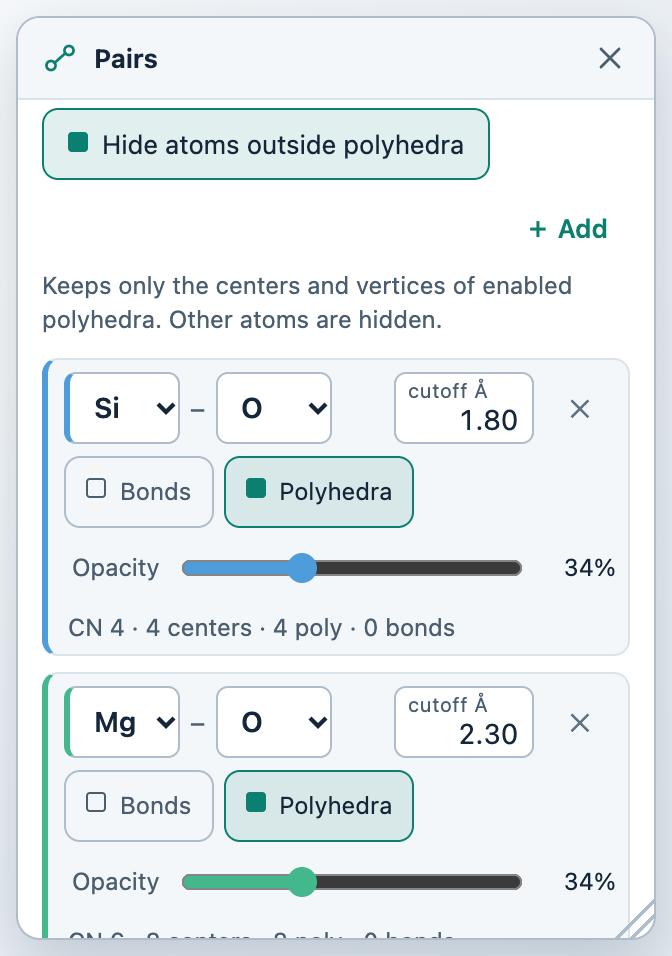 Pairs
Hide atoms outside polyhedra
+ Add
Keeps only the centers and vertices of enabled
polyhedra. Other atoms are hidden.
Si – O cutoff Å 1.80
Bonds Polyhedra
Opacity 34%
CN 4 · 4 centers · 4 poly · 0 bonds
Mg – O cutoff Å 2.30
Bonds Polyhedra
Opacity 34%